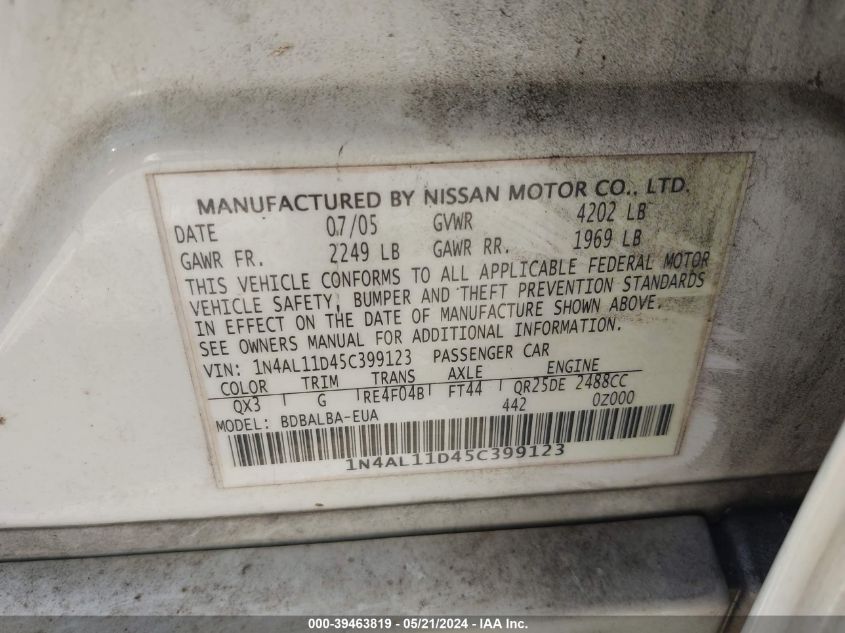 MANUFACTURED BY NISSAN MOTOR CO., LTD.
DATE 07/05 GVWR 4202 LB
GAWR FR. 2249 LB GAWR RR. 1969 LB
THIS VEHICLE CONFORMS TO ALL APPLICABLE FEDERAL MOTOR
VEHICLE SAFETY, BUMPER AND THEFT PREVENTION STANDARDS
IN EFFECT ON THE DATE OF MANUFACTURE SHOWN ABOVE.
SEE OWNERS MANUAL FOR ADDITIONAL INFORMATION.
VIN: 1N4AL11D45C399123 PASSENGER CAR
COLOR TRIM TRANS AXLE ENGINE
QX3 G RE4F04B FT44 QR25DE 2488CC
MODEL: BDBALBA-EUA 442 0Z000
1N4AL11D45C399123
000-39463819 - 05/21/2024 - IAA Inc.